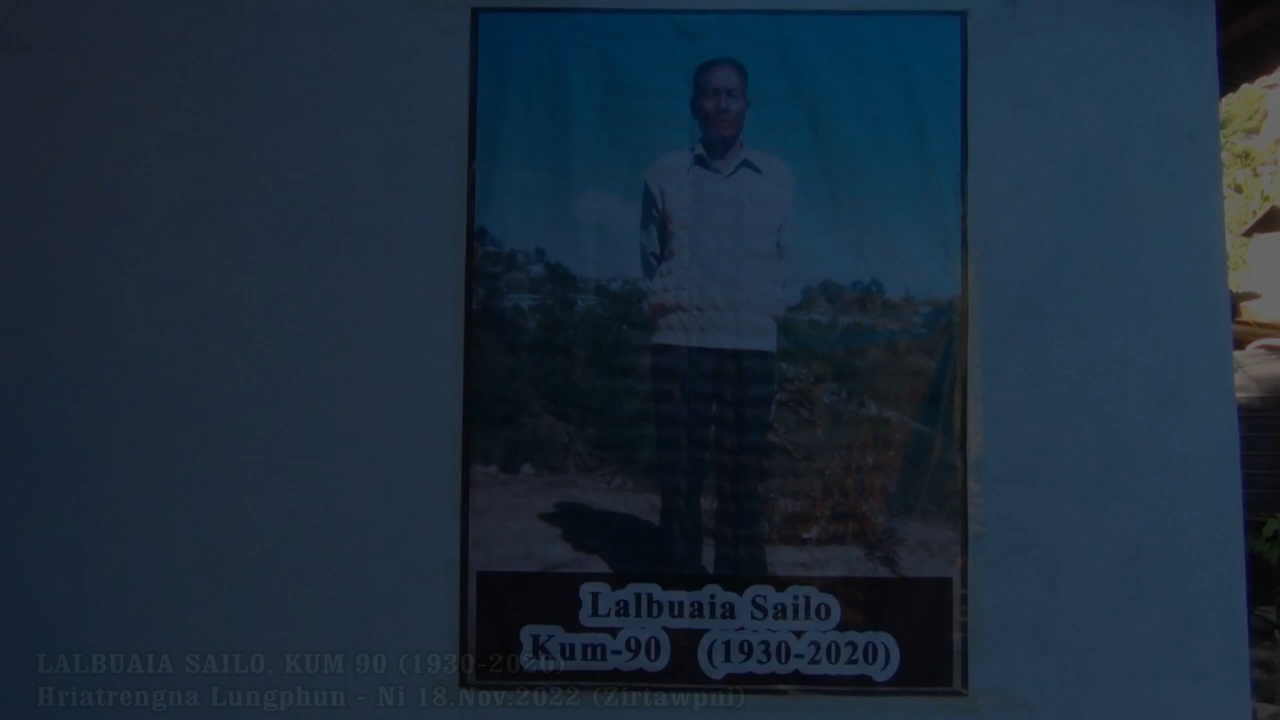 Lalbuaia Sailo
Kum-90 (1930-2020)
LALBUAIA SAILO, KUM 90 (1930-2020)
Hriatrengna Lungphun - Ni 18.Nov.2022 (Zirtawpni)